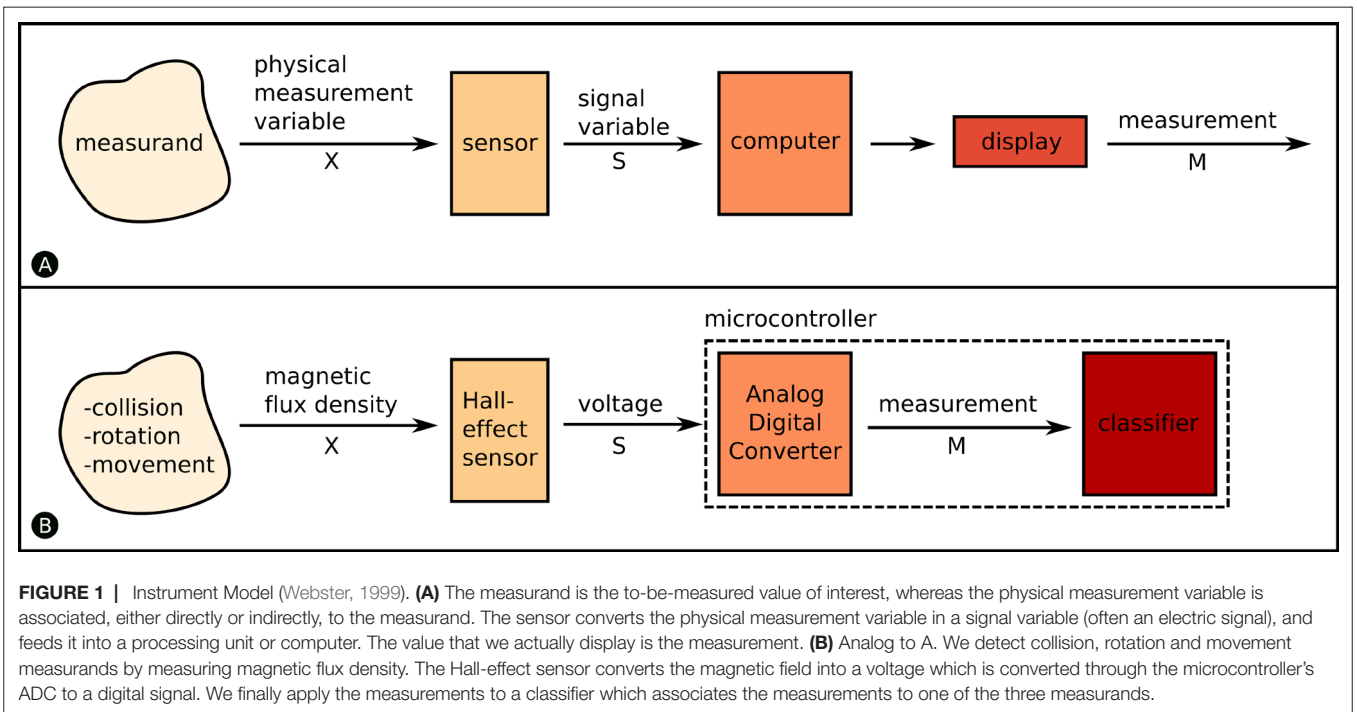 physical
measurement
variable
signal
variable
measurement
measurand
sensor
computer
display
X
S
M
A
microcontroller
magnetic
flux density
-collision
-rotation
-movement
Hall-
effect
sensor
voltage
Analog
Digital
Converter
measurement
classifier
X
S
M
B
FIGURE 1 | Instrument Model (Webster, 1999). (A) The measurand is the to-be-measured value of interest, whereas the physical measurement variable is
associated, either directly or indirectly, to the measurand. The sensor converts the physical measurement variable in a signal variable (often an electric signal), and
feeds it into a processing unit or computer. The value that we actually display is the measurement. (B) Analog to A. We detect collision, rotation and movement
measurands by measuring magnetic flux density. The Hall-effect sensor converts the magnetic field into a voltage which is converted through the microcontroller’s
ADC to a digital signal. We finally apply the measurements to a classifier which associates the measurements to one of the three measurands.